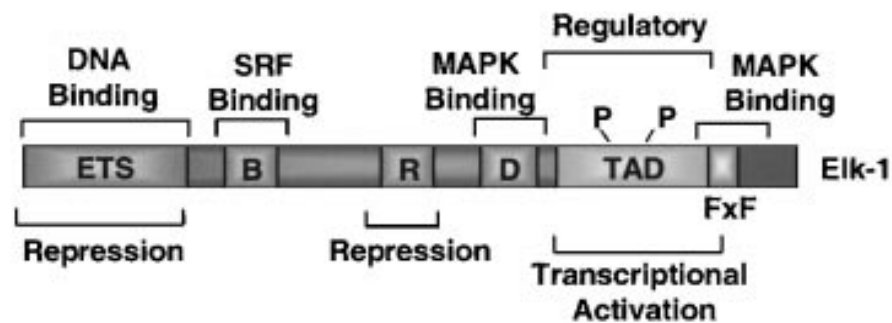 Regulatory
DNA
Binding
SRF
Binding
MAPK
Binding
MAPK
Binding
P P
ETS B R D TAD Elk-1
FxF
Repression
Repression
Transcriptional
Activation